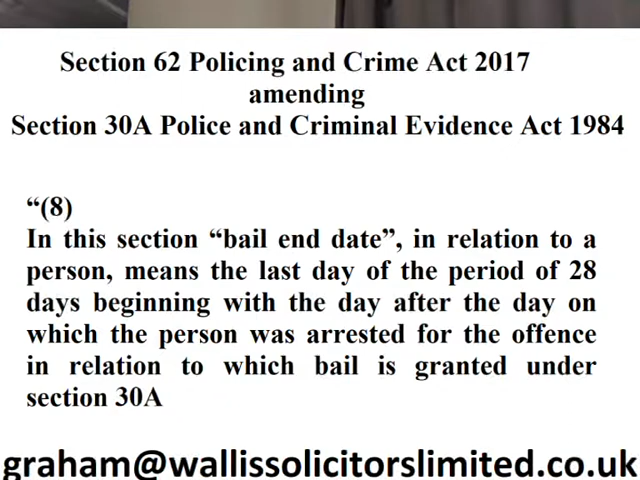 Section 62 Policing and Crime Act 2017
amending
Section 30A Police and Criminal Evidence Act 1984
“(8)
In this section “bail end date”, in relation to a
person, means the last day of the period of 28
days beginning with the day after the day on
which the person was arrested for the offence
in relation to which bail is granted under
section 30A
graham@wallissolicitorslimited.co.uk